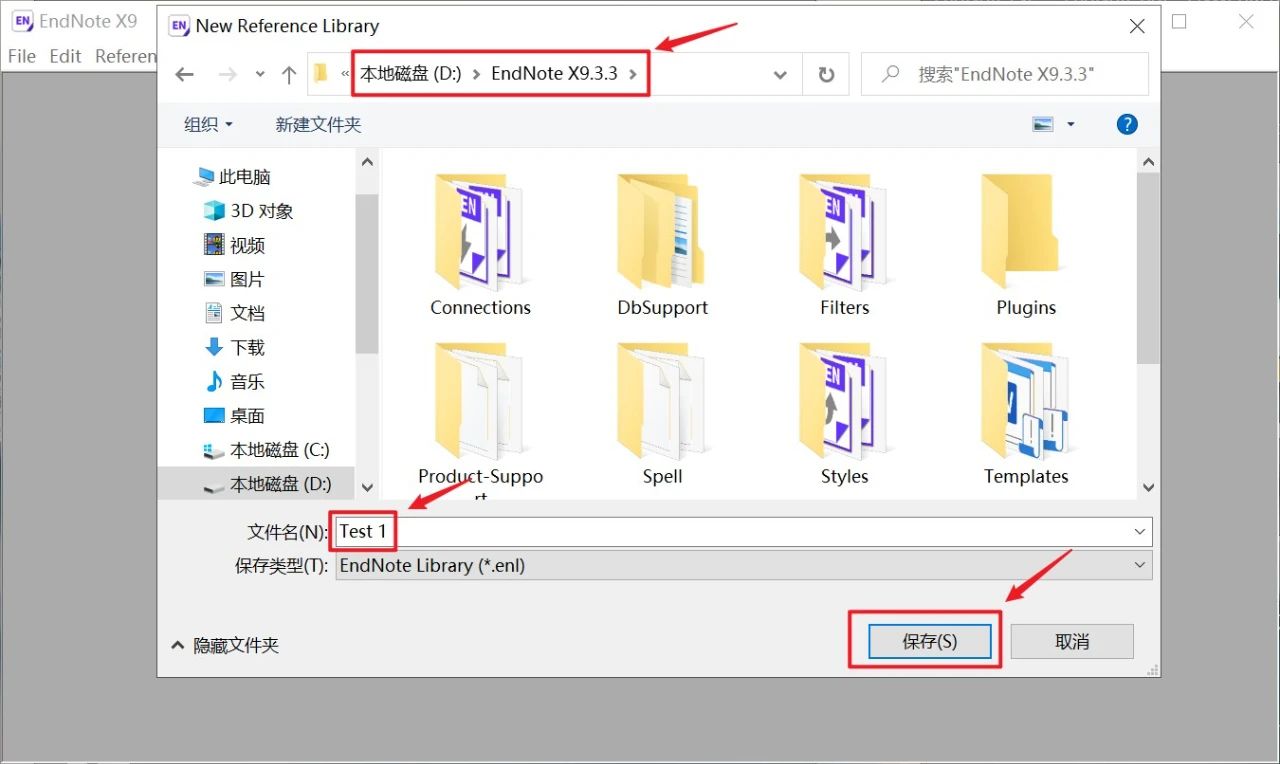 EN EndNote X9
File Edit Referen
EN New Reference Library
« 本地磁盘 (D:) › EndNote X9.3.3 ›
搜索"EndNote X9.3.3"
组织 新建文件夹
?
此电脑
3D 对象
视频
图片
文档
下载
音乐
桌面
本地磁盘 (C:)
本地磁盘 (D:)
EN
EN
Connections DbSupport Filters Plugins
EN
Product-Suppo
rt
Spell Styles Templates
文件名(N): Test 1
保存类型(T): EndNote Library (*.enl)
隐藏文件夹
保存(S) 取消